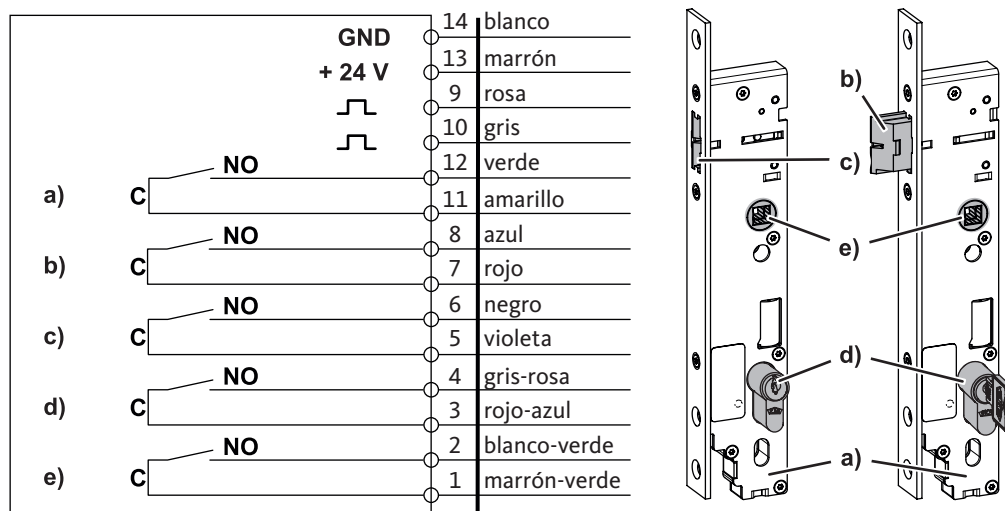 GND 14 blanco
+ 24 V 13 marrón
9 rosa
10 gris
NO 12 verde
a) C 11 amarillo
NO 8 azul
b) C 7 rojo
NO 6 negro
c) C 5 violeta
NO 4 gris-rosa
d) C 3 rojo-azul
NO 2 blanco-verde
e) C 1 marrón-verde
b)
c)
e)
d)
a)